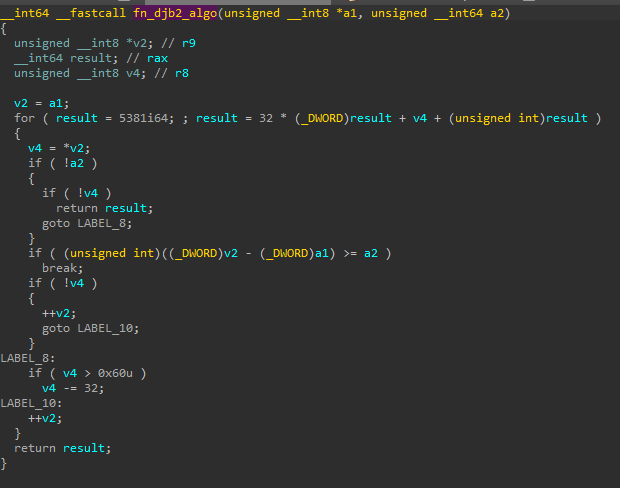 __int64 __fastcall fn_djb2_algo(unsigned __int8 *a1, unsigned __int64 a2)
{
  unsigned __int8 *v2; // r9
  __int64 result; // rax
  unsigned __int8 v4; // r8

  v2 = a1;
  for ( result = 5381i64; ; result = 32 * (_DWORD)result + v4 + (unsigned int)result )
  {
    v4 = *v2;
    if ( !a2 )
    {
      if ( !v4 )
        return result;
      goto LABEL_8;
    }
    if ( (unsigned int)((_DWORD)v2 - (_DWORD)a1) >= a2 )
      break;
    if ( !v4 )
    {
      ++v2;
      goto LABEL_10;
    }
LABEL_8:
    if ( v4 > 0x60u )
      v4 -= 32;
LABEL_10:
    ++v2;
  }
  return result;
}